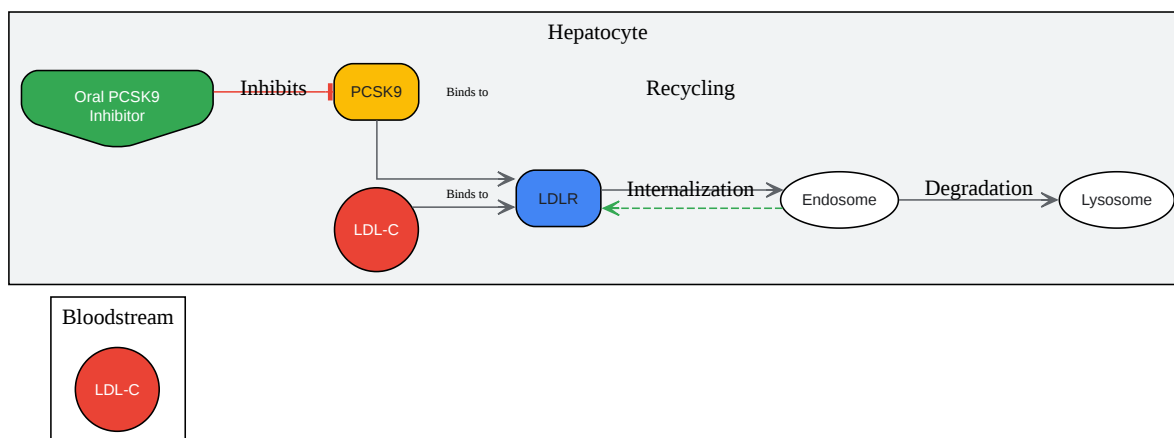 Hepatocyte
Oral PCSK9
Inhibitor
Inhibits
PCSK9
Binds to
Recycling
LDL-C
Binds to
LDLR
Internalization
Endosome
Degradation
Lysosome
Bloodstream
LDL-C